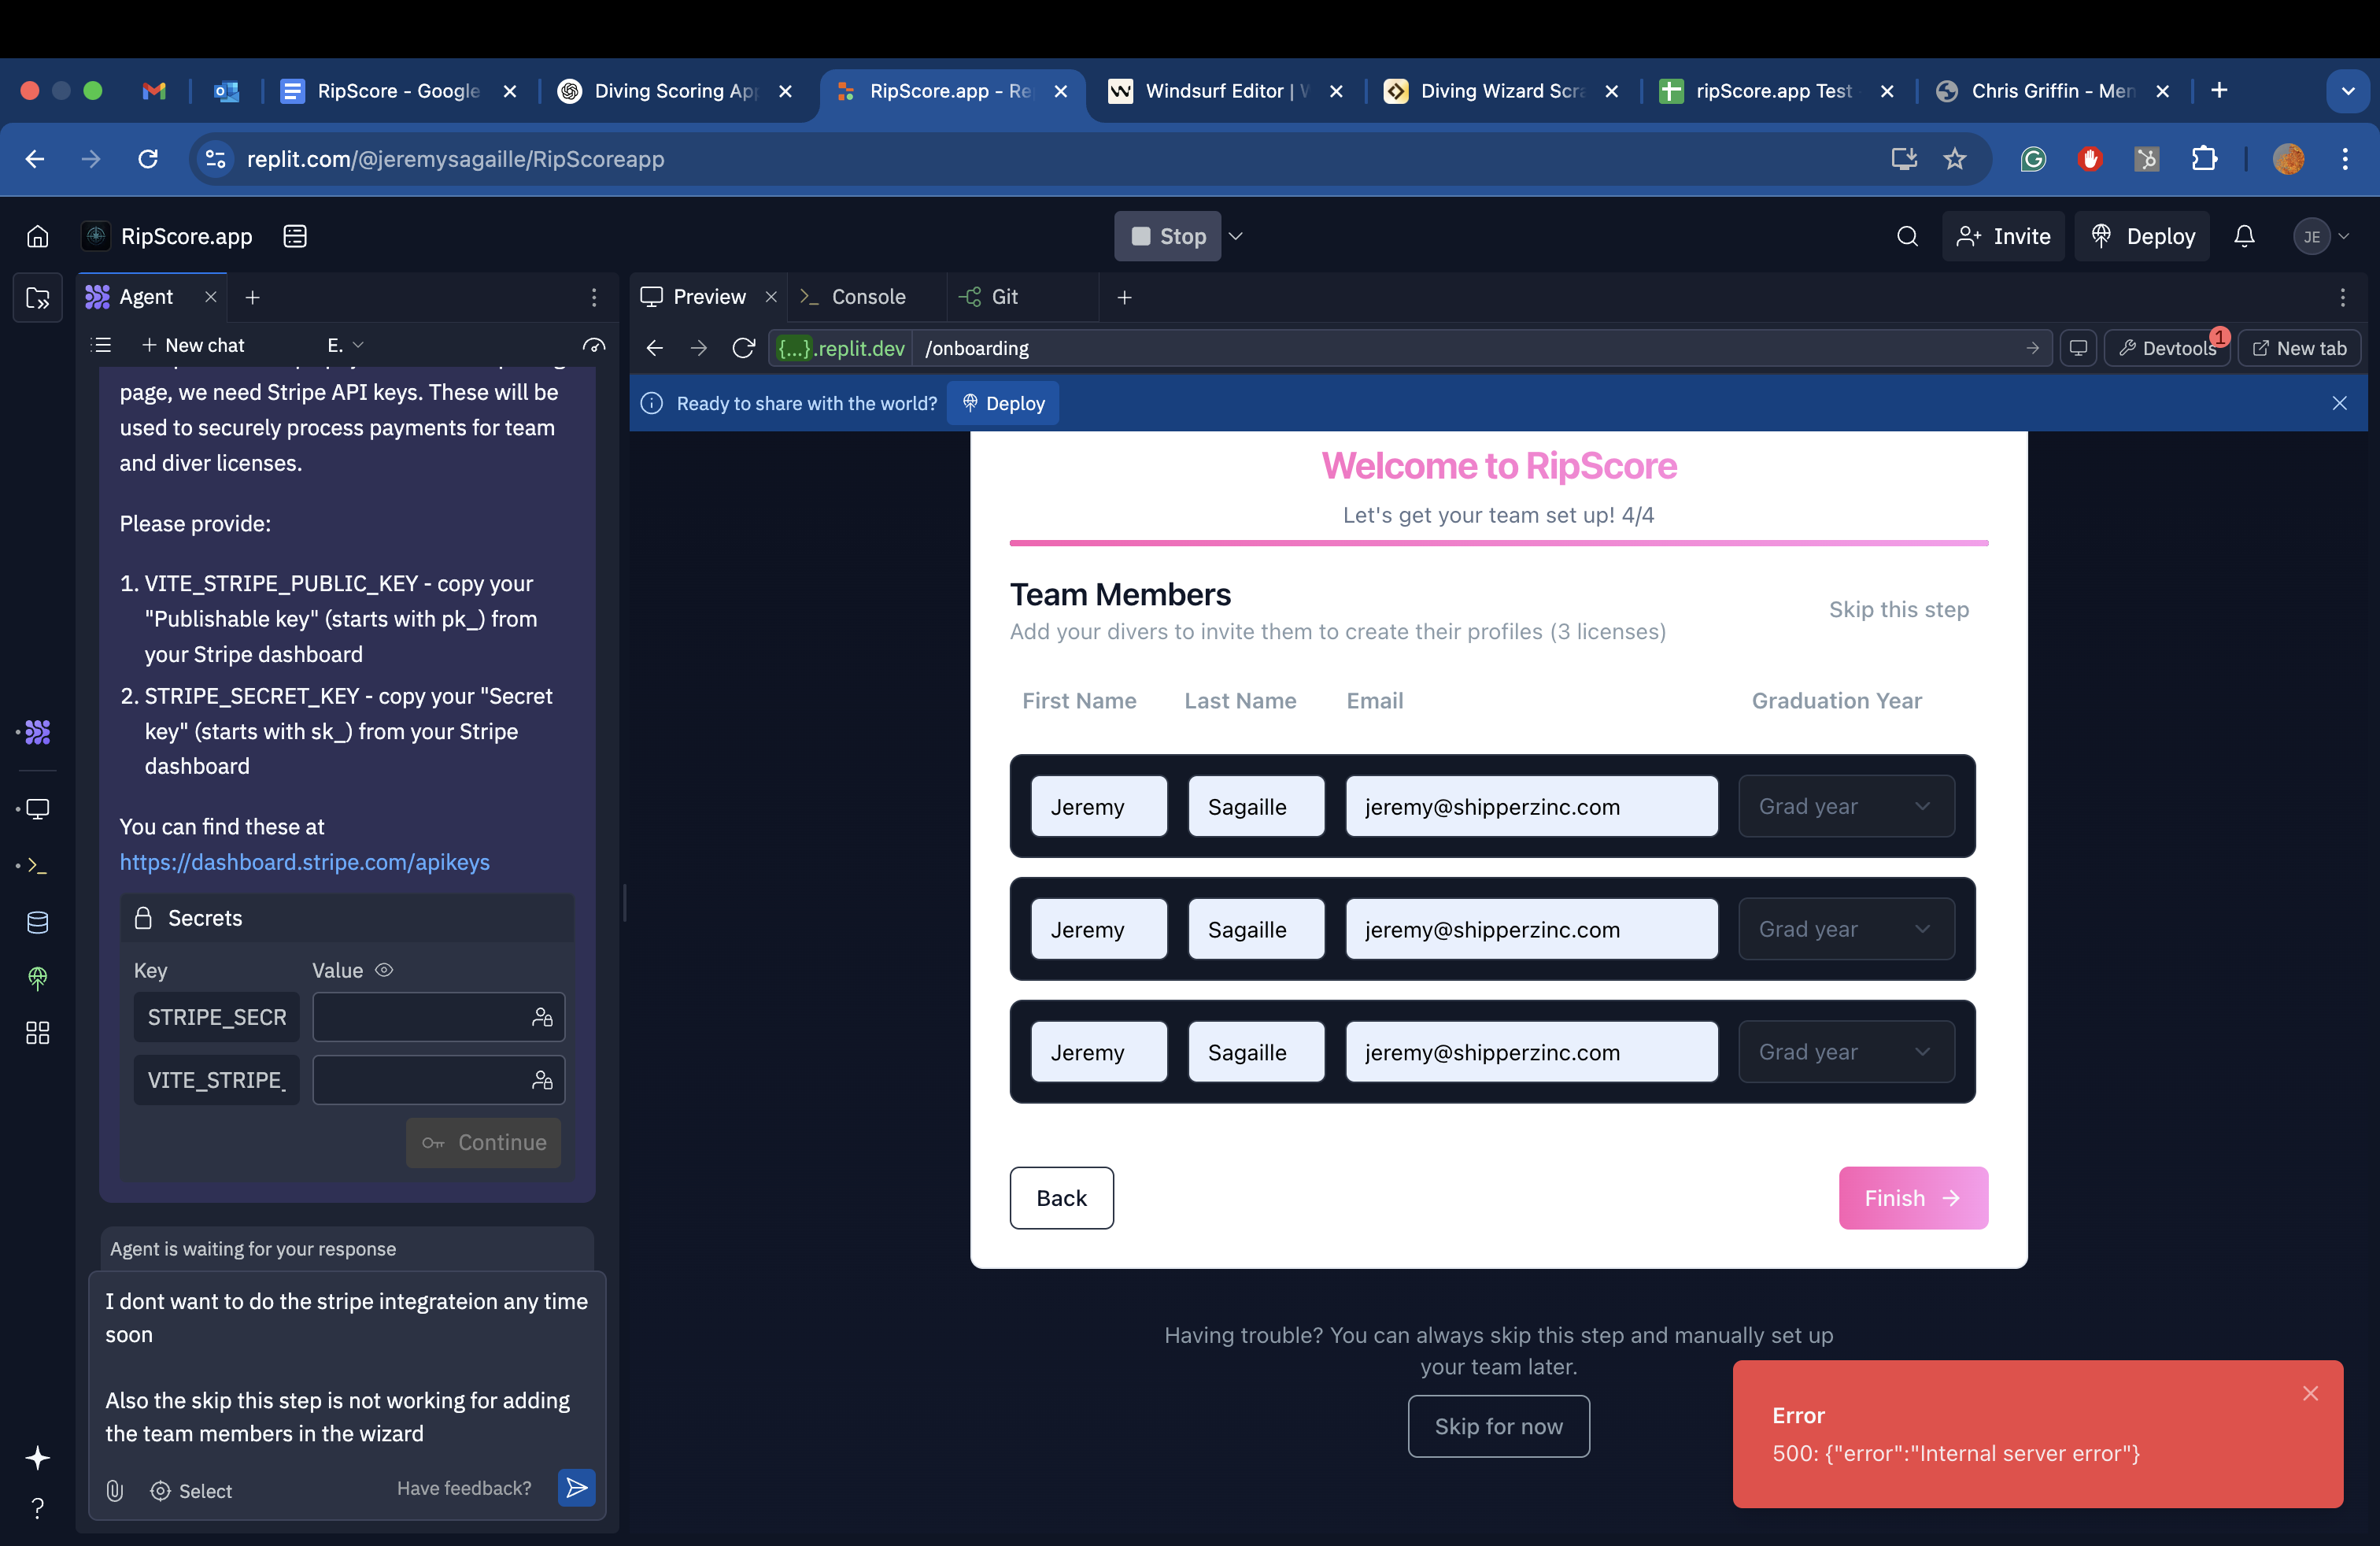 RipScore - Google
Diving Scoring Ap
RipScore.app - Re
Windsurf Editor |
Diving Wizard Scra
ripScore.app Test
Chris Griffin - Mem
replit.com/@jeremysagaille/RipScoreapp
RipScore.app
Stop
Invite
Deploy
JE
Agent
Preview
Console
Git
New chat
E.
{...}.replit.dev
/onboarding
Devtools
1
New tab
page, we need Stripe API keys. These will be
used to securely process payments for team
and diver licenses.
Please provide:
1. VITE_STRIPE_PUBLIC_KEY - copy your
"Publishable key" (starts with pk_) from
your Stripe dashboard
2. STRIPE_SECRET_KEY - copy your "Secret
key" (starts with sk_) from your Stripe
dashboard
You can find these at
https://dashboard.stripe.com/apikeys
Secrets
Key
Value
STRIPE_SECR
VITE_STRIPE_
Continue
Agent is waiting for your response
I dont want to do the stripe integrateion any time
soon
Also the skip this step is not working for adding
the team members in the wizard
Select
Have feedback?
Ready to share with the world?
Deploy
Welcome to RipScore
Let's get your team set up! 4/4
Team Members
Add your divers to invite them to create their profiles (3 licenses)
Skip this step
First Name
Last Name
Email
Graduation Year
Jeremy
Sagaille
jeremy@shipperzinc.com
Grad year
Jeremy
Sagaille
jeremy@shipperzinc.com
Grad year
Jeremy
Sagaille
jeremy@shipperzinc.com
Grad year
Back
Finish
Having trouble? You can always skip this step and manually set up
your team later.
Skip for now
Error
500: {"error":"Internal server error"}